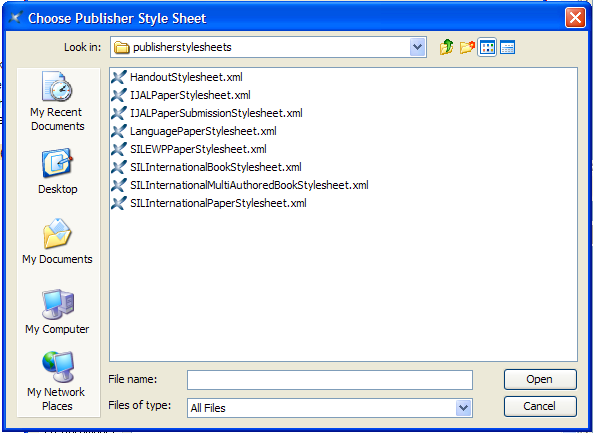 Choose Publisher Style Sheet
Look in: publisherstylesheets
My Recent
Documents
Desktop
My Documents
My Computer
My Network
Places
HandoutStylesheet.xml
IJALPaperStylesheet.xml
IJALPaperSubmissionStylesheet.xml
LanguagePaperStylesheet.xml
SILEWPPaperStylesheet.xml
SILInternationalBookStylesheet.xml
SILInternationalMultiAuthoredBookStylesheet.xml
SILInternationalPaperStylesheet.xml
File name:
Open
Files of type: All Files
Cancel